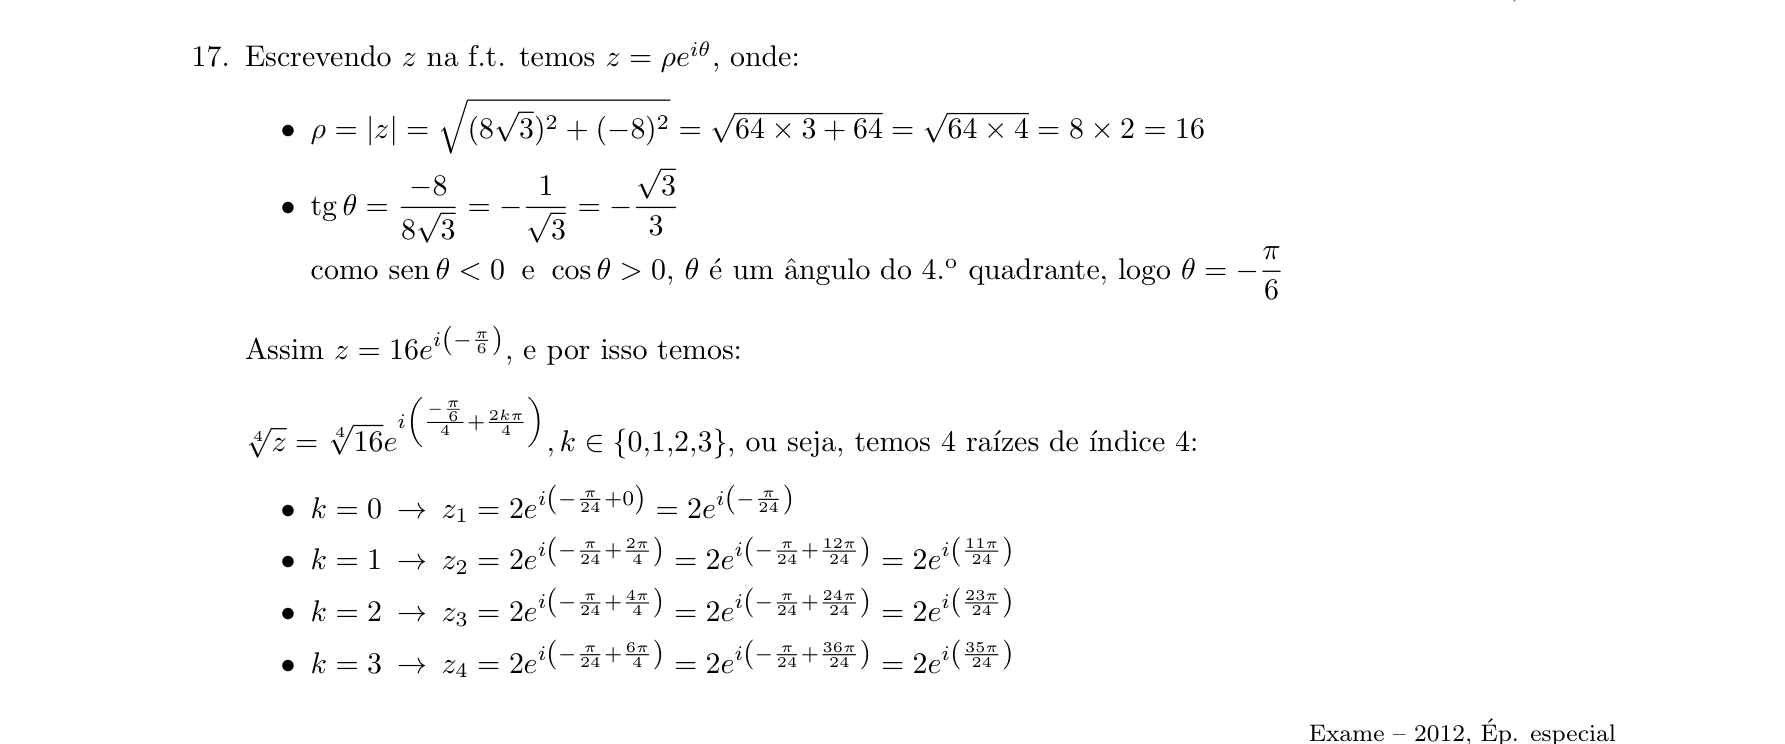 17. Escrevendo $z$ na f.t. temos $z = \rho e^{i\theta}$, onde:
• $\rho = |z| = \sqrt{(8\sqrt{3})^2 + (-8)^2} = \sqrt{64 \times 3 + 64} = \sqrt{64 \times 4} = 8 \times 2 = 16$
• $\text{tg}\,\theta = \dfrac{-8}{8\sqrt{3}} = -\dfrac{1}{\sqrt{3}} = -\dfrac{\sqrt{3}}{3}$
como $\text{sen}\,\theta < 0$ e $\cos\theta > 0$, $\theta$ é um ângulo do 4.º quadrante, logo $\theta = -\dfrac{\pi}{6}$
Assim $z = 16e^{i\left(-\frac{\pi}{6}\right)}$, e por isso temos:
$\sqrt[4]{z} = \sqrt[4]{16}e^{i\left(\frac{-\frac{\pi}{6}}{4}+\frac{2k\pi}{4}\right)}, k \in \{0,1,2,3\}$, ou seja, temos 4 raízes de índice 4:
• $k = 0 \to z_1 = 2e^{i\left(-\frac{\pi}{24}+0\right)} = 2e^{i\left(-\frac{\pi}{24}\right)}$
• $k = 1 \to z_2 = 2e^{i\left(-\frac{\pi}{24}+\frac{2\pi}{4}\right)} = 2e^{i\left(-\frac{\pi}{24}+\frac{12\pi}{24}\right)} = 2e^{i\left(\frac{11\pi}{24}\right)}$
• $k = 2 \to z_3 = 2e^{i\left(-\frac{\pi}{24}+\frac{4\pi}{4}\right)} = 2e^{i\left(-\frac{\pi}{24}+\frac{24\pi}{24}\right)} = 2e^{i\left(\frac{23\pi}{24}\right)}$
• $k = 3 \to z_4 = 2e^{i\left(-\frac{\pi}{24}+\frac{6\pi}{4}\right)} = 2e^{i\left(-\frac{\pi}{24}+\frac{36\pi}{24}\right)} = 2e^{i\left(\frac{35\pi}{24}\right)}$
Exame – 2012, Ép. especial